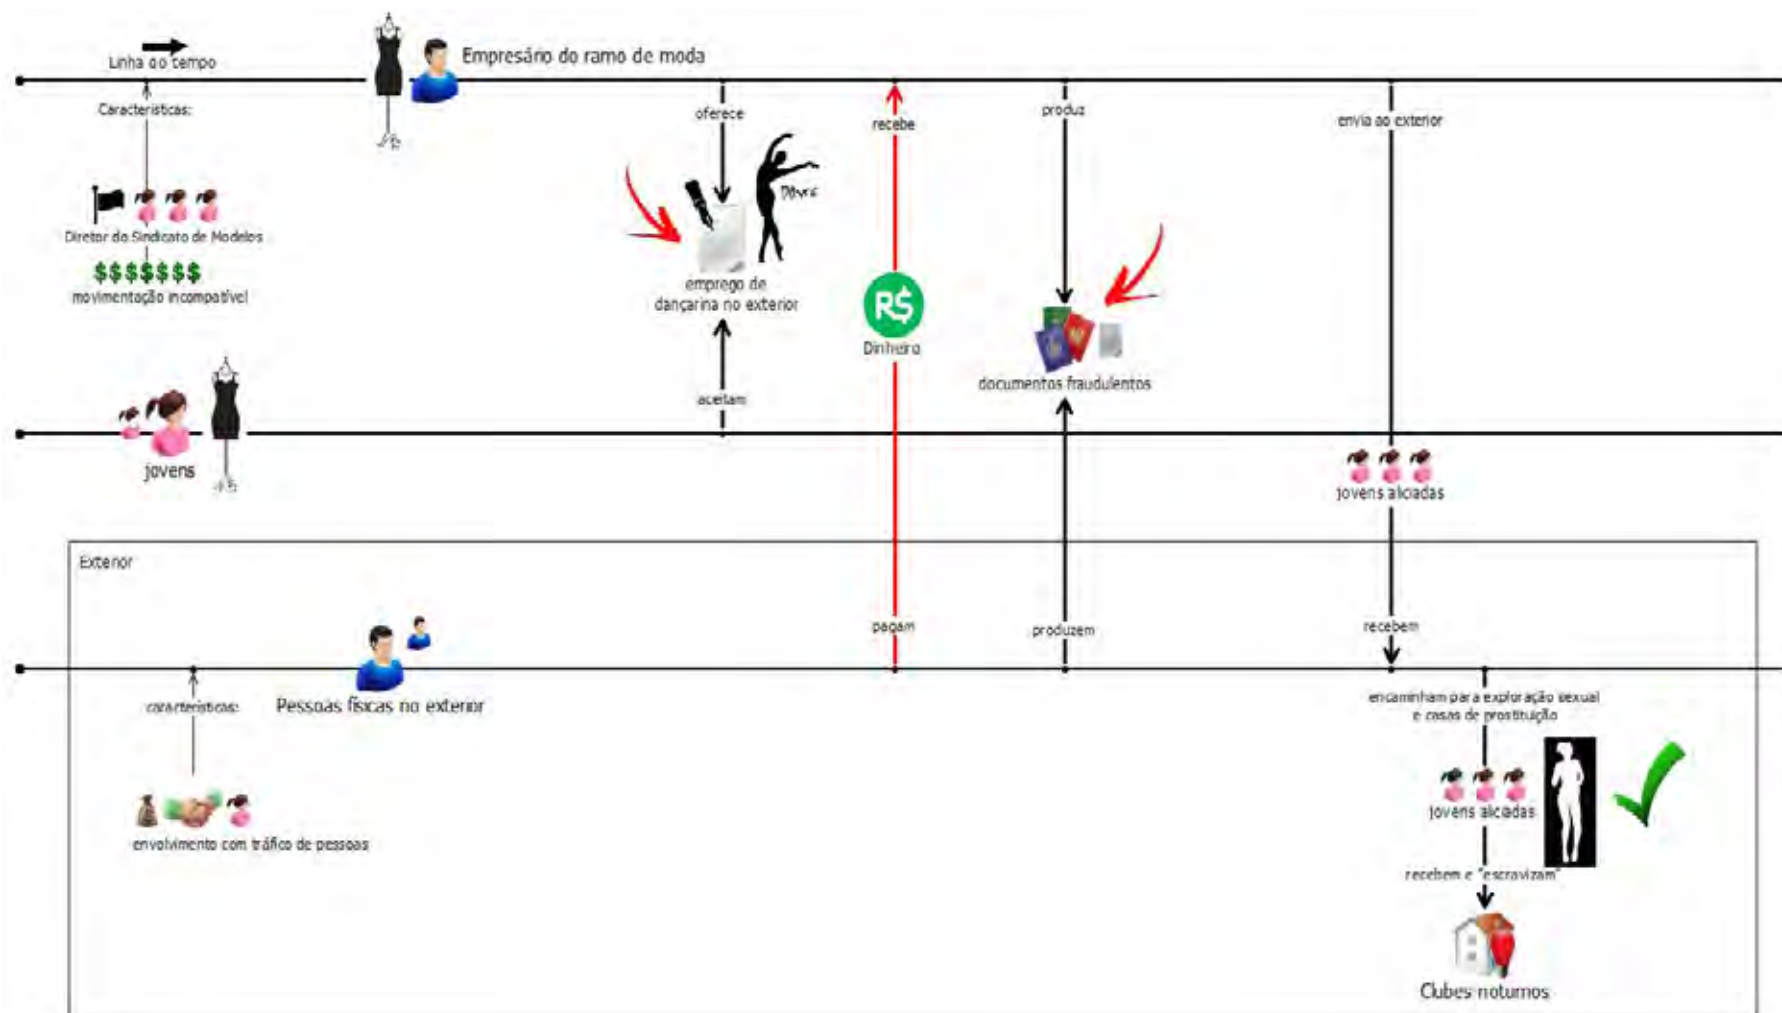 Linha do tempo
Empresário do ramo de moda
Características:
oferece
recebe
produz
envia ao exterior
Dance
Diretor do Sindicato de Modelos
$$$$$$$
movimentação incompatível
emprego de
dançarina no exterior
R$
Dinheiro
documentos fraudulentos
aceitam
jovens
jovens aliciadas
Exterior
pagam
produzem
recebem
características:
Pessoas físicas no exterior
encaminham para exploração sexual
e casas de prostituição
jovens aliciadas
envolvimento com tráfico de pessoas
recebem e "escravizam"
Clubes noturnos